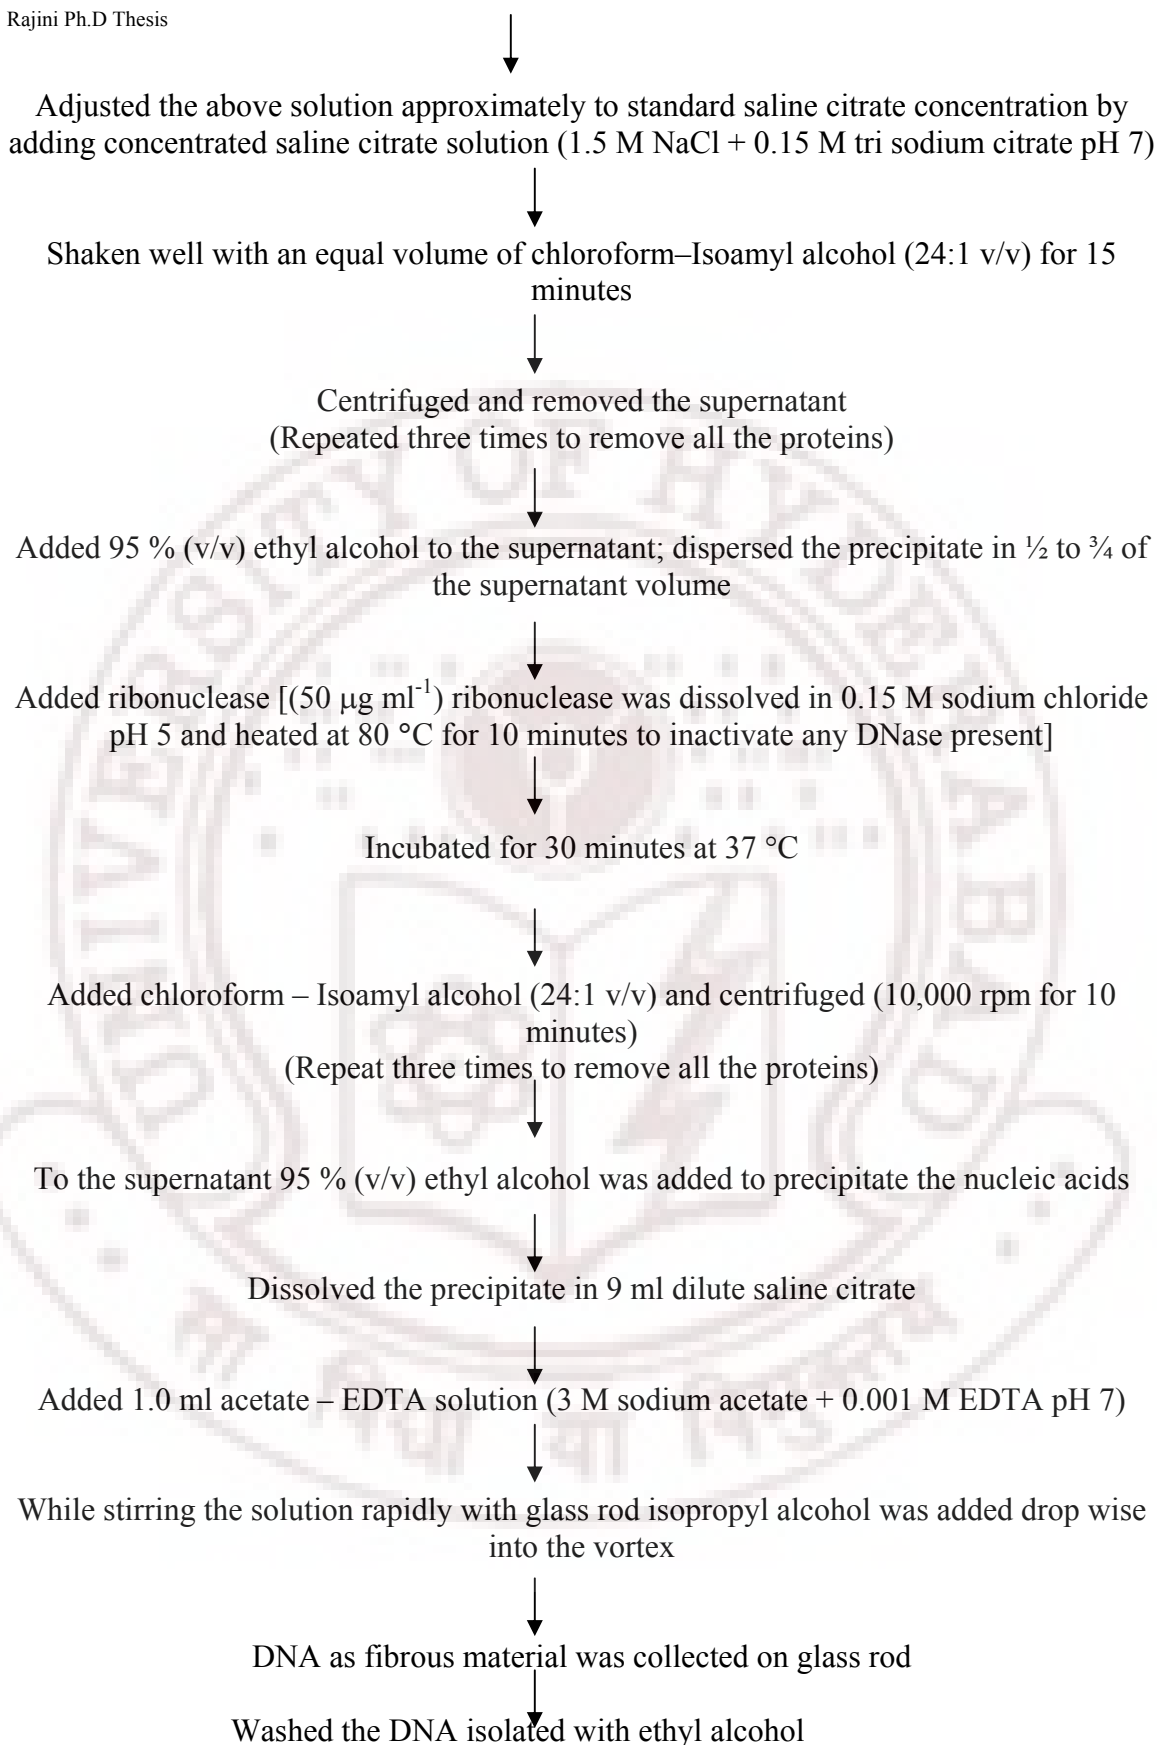 Rajini Ph.D Thesis
Adjusted the above solution approximately to standard saline citrate concentration by
adding concentrated saline citrate solution (1.5 M NaCl + 0.15 M tri sodium citrate pH 7)
Shaken well with an equal volume of chloroform–Isoamyl alcohol (24:1 v/v) for 15
minutes
Centrifuged and removed the supernatant
(Repeated three times to remove all the proteins)
Added 95 % (v/v) ethyl alcohol to the supernatant; dispersed the precipitate in ½ to ¾ of
the supernatant volume
Added ribonuclease [(50 µg ml⁻¹) ribonuclease was dissolved in 0.15 M sodium chloride
pH 5 and heated at 80 °C for 10 minutes to inactivate any DNase present]
Incubated for 30 minutes at 37 °C
Added chloroform – Isoamyl alcohol (24:1 v/v) and centrifuged (10,000 rpm for 10
minutes)
(Repeat three times to remove all the proteins)
To the supernatant 95 % (v/v) ethyl alcohol was added to precipitate the nucleic acids
Dissolved the precipitate in 9 ml dilute saline citrate
Added 1.0 ml acetate – EDTA solution (3 M sodium acetate + 0.001 M EDTA pH 7)
While stirring the solution rapidly with glass rod isopropyl alcohol was added drop wise
into the vortex
DNA as fibrous material was collected on glass rod
Washed the DNA isolated with ethyl alcohol
UNIVERSITY OF HYDERABAD